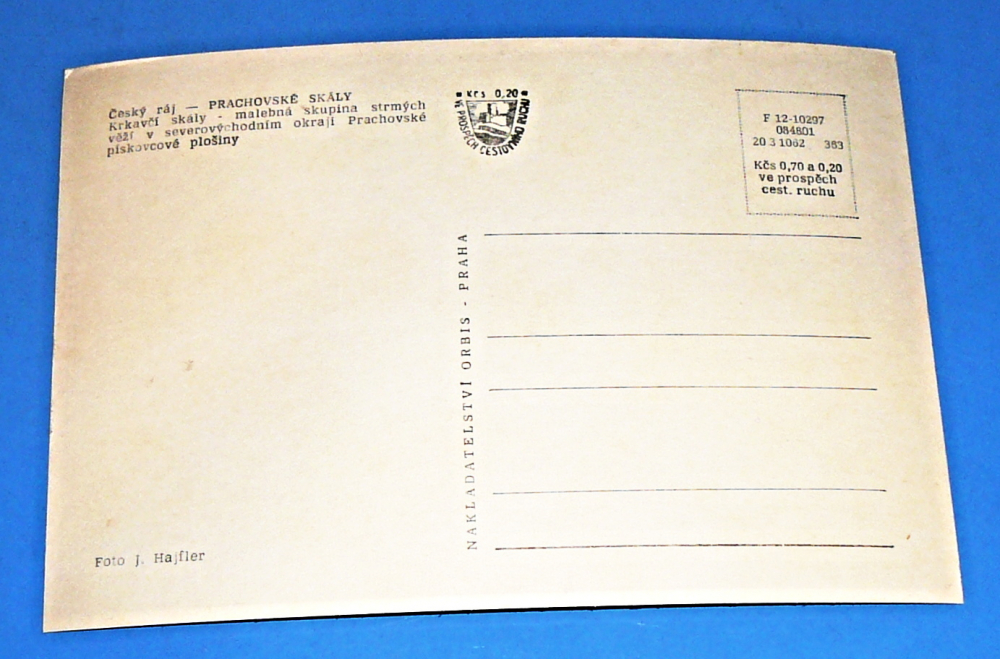 Český ráj — PRACHOVSKÉ SKÁLY
Krkavčí skály - malebná skupina strmých
věží v severovýchodním okraji Prachovské
pískovcové plošiny
Kčs 0,20
VE PROSPĚCH CESTOVNÍHO RUCHU
F 12-10297
084801
20 3 1062 363
Kčs 0,70 a 0,20
ve prospěch
cest. ruchu
NAKLADATELSTVÍ ORBIS - PRAHA
Foto J. Hajfler